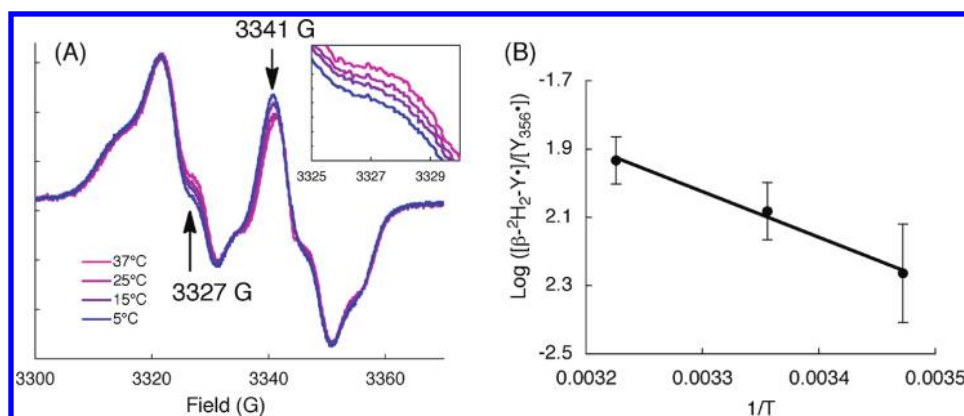 (A)
3341 G
3327 G
37°C
25°C
15°C
5°C
3325
3327
3329
3300
3320
3340
3360
Field (G)
(B)
Log ([β-²H₂-Y•]/[Y₃₅₆•])
-1.7
-1.9
-2.1
-2.3
-2.5
0.0032
0.0033
0.0034
0.0035
1/T